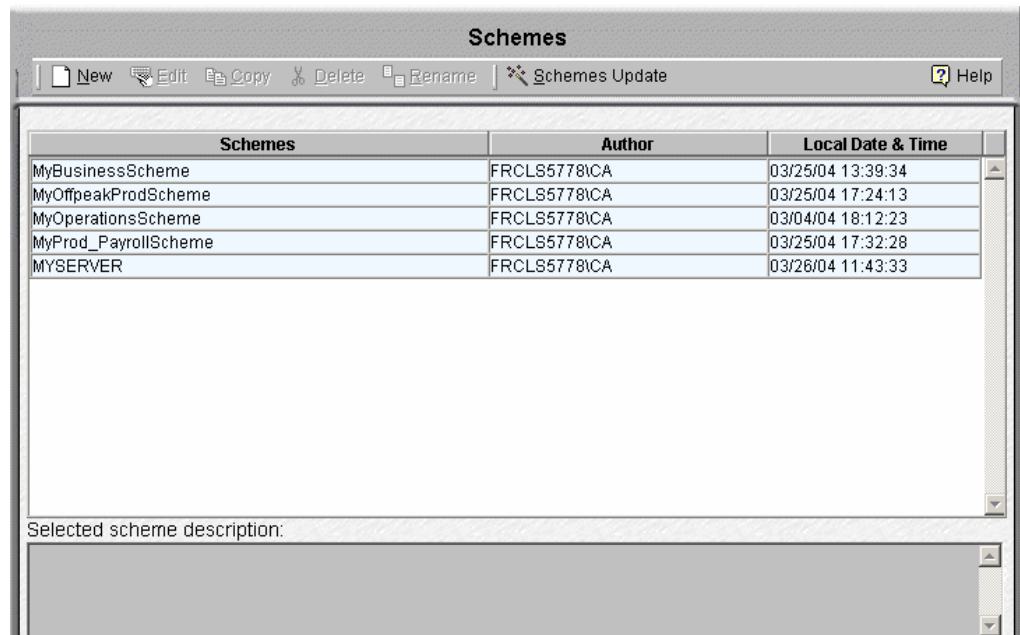 Schemes
New Edit Copy Delete Rename Schemes Update Help
Schemes Author Local Date & Time
MyBusinessScheme FRCLS5778\CA 03/25/04 13:39:34
MyOffpeakProdScheme FRCLS5778\CA 03/25/04 17:24:13
MyOperationsScheme FRCLS5778\CA 03/04/04 18:12:23
MyProd_PayrollScheme FRCLS5778\CA 03/25/04 17:32:28
MYSERVER FRCLS5778\CA 03/26/04 11:43:33
Selected scheme description: